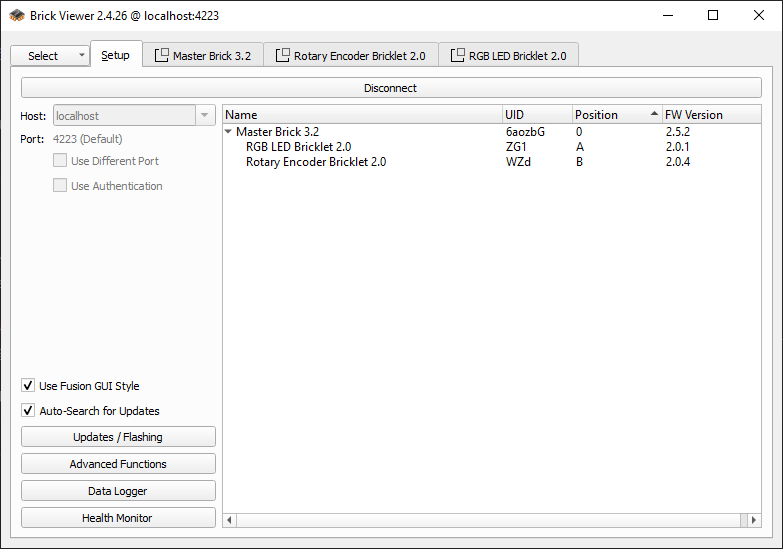 Brick Viewer 2.4.26 @ localhost:4223
Select Setup Master Brick 3.2 Rotary Encoder Bricklet 2.0 RGB LED Bricklet 2.0
Disconnect
Host: localhost
Port: 4223 (Default)
Use Different Port
Use Authentication
Name UID Position FW Version
Master Brick 3.2 6aozbG 0 2.5.2
RGB LED Bricklet 2.0 ZG1 A 2.0.1
Rotary Encoder Bricklet 2.0 WZd B 2.0.4
Use Fusion GUI Style
Auto-Search for Updates
Updates / Flashing
Advanced Functions
Data Logger
Health Monitor